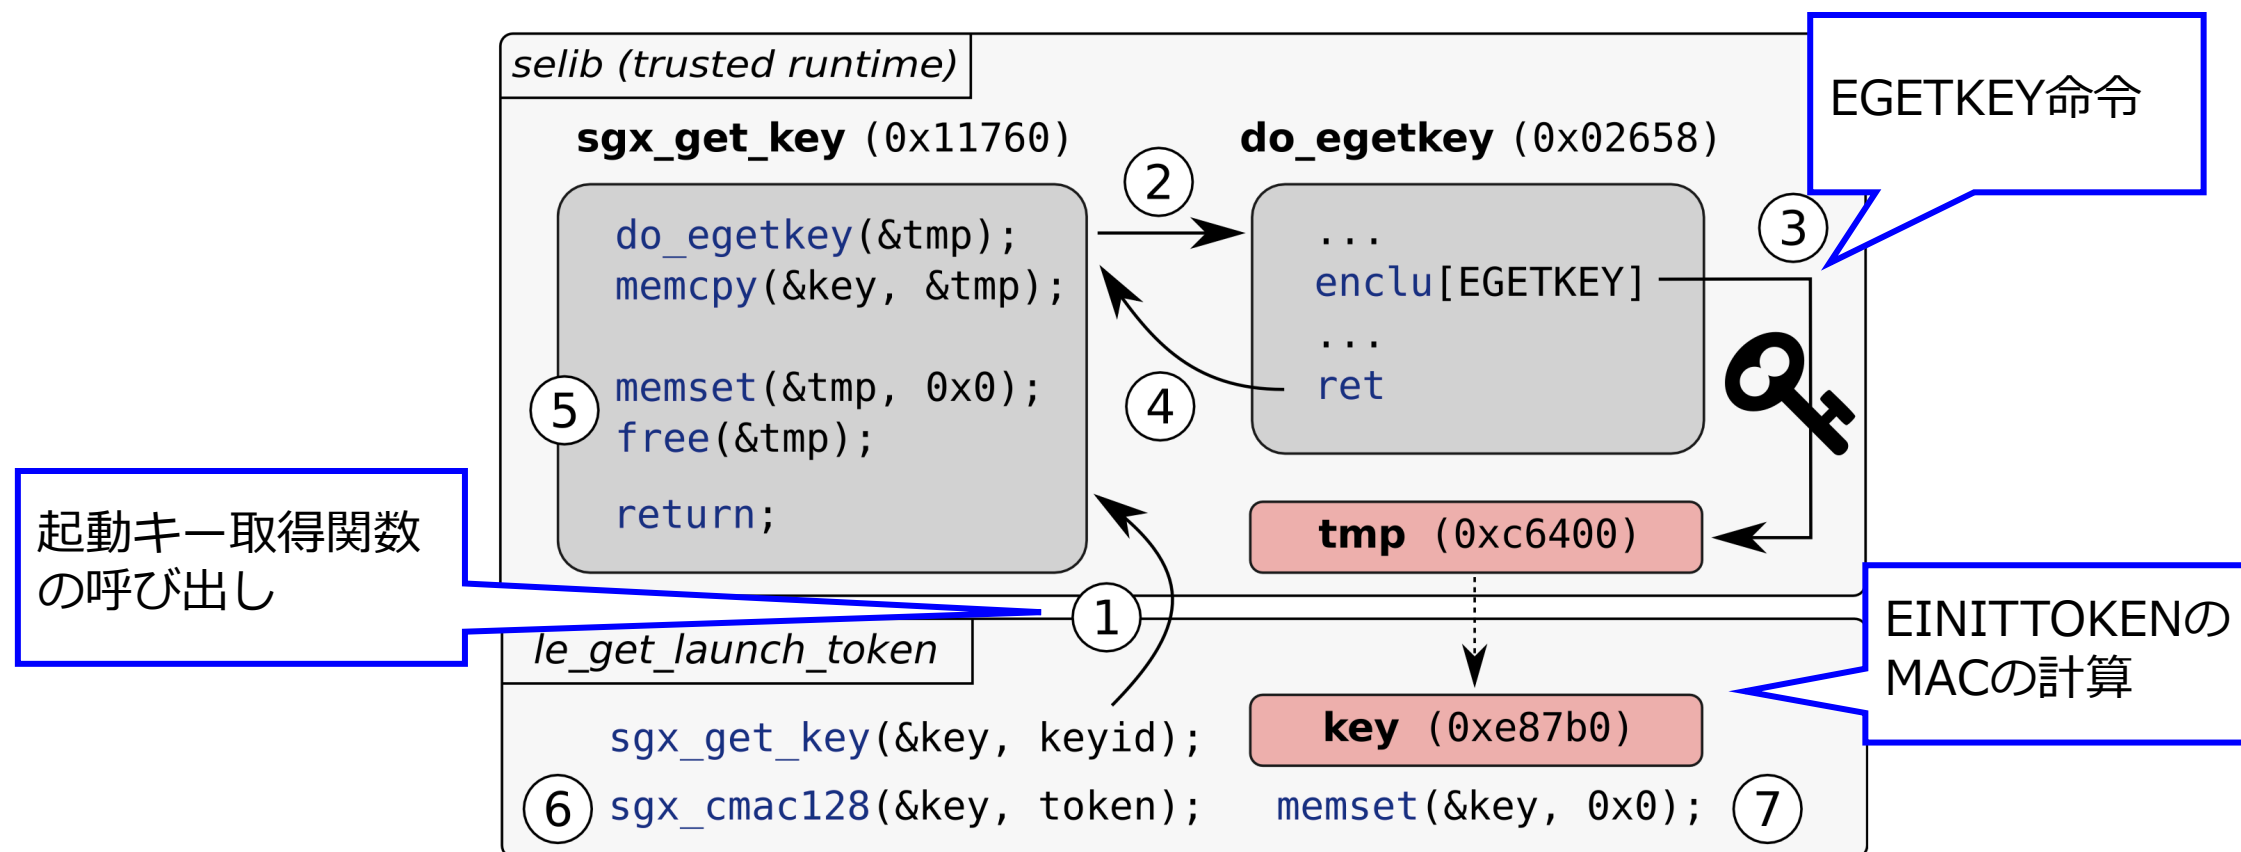 selib (trusted runtime)
EGETKEY命令
sgx_get_key (0x11760)
do_egetkey (0x02658)
②
③
do_egetkey(&tmp);
memcpy(&key, &tmp);
...
enclu[EGETKEY]
...
ret
④
⑤
memset(&tmp, 0x0);
free(&tmp);
return;
起動キー取得関数
の呼び出し
tmp (0xc6400)
①
le_get_launch_token
EINITTOKENの
MACの計算
sgx_get_key(&key, keyid);
key (0xe87b0)
⑥
sgx_cmac128(&key, token);
memset(&key, 0x0);
⑦